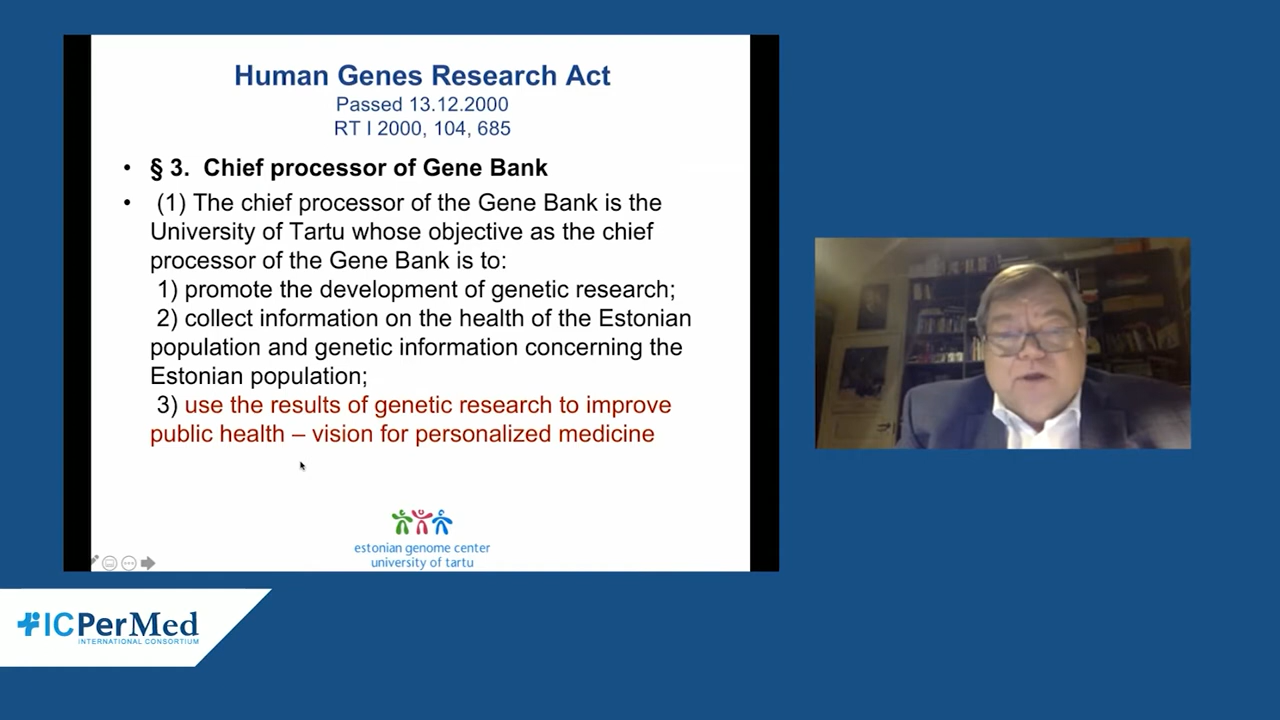 Human Genes Research Act
Passed 13.12.2000
RT I 2000, 104, 685
• § 3. Chief processor of Gene Bank
• (1) The chief processor of the Gene Bank is the
University of Tartu whose objective as the chief
processor of the Gene Bank is to:
1) promote the development of genetic research;
2) collect information on the health of the Estonian
population and genetic information concerning the
Estonian population;
3) use the results of genetic research to improve
public health – vision for personalized medicine
estonian genome center
university of tartu
ICPerMed
INTERNATIONAL CONSORTIUM